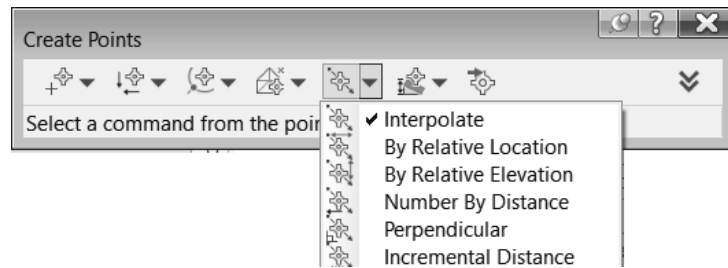 Create Points
Select a command from the poin
Interpolate
By Relative Location
By Relative Elevation
Number By Distance
Perpendicular
Incremental Distance